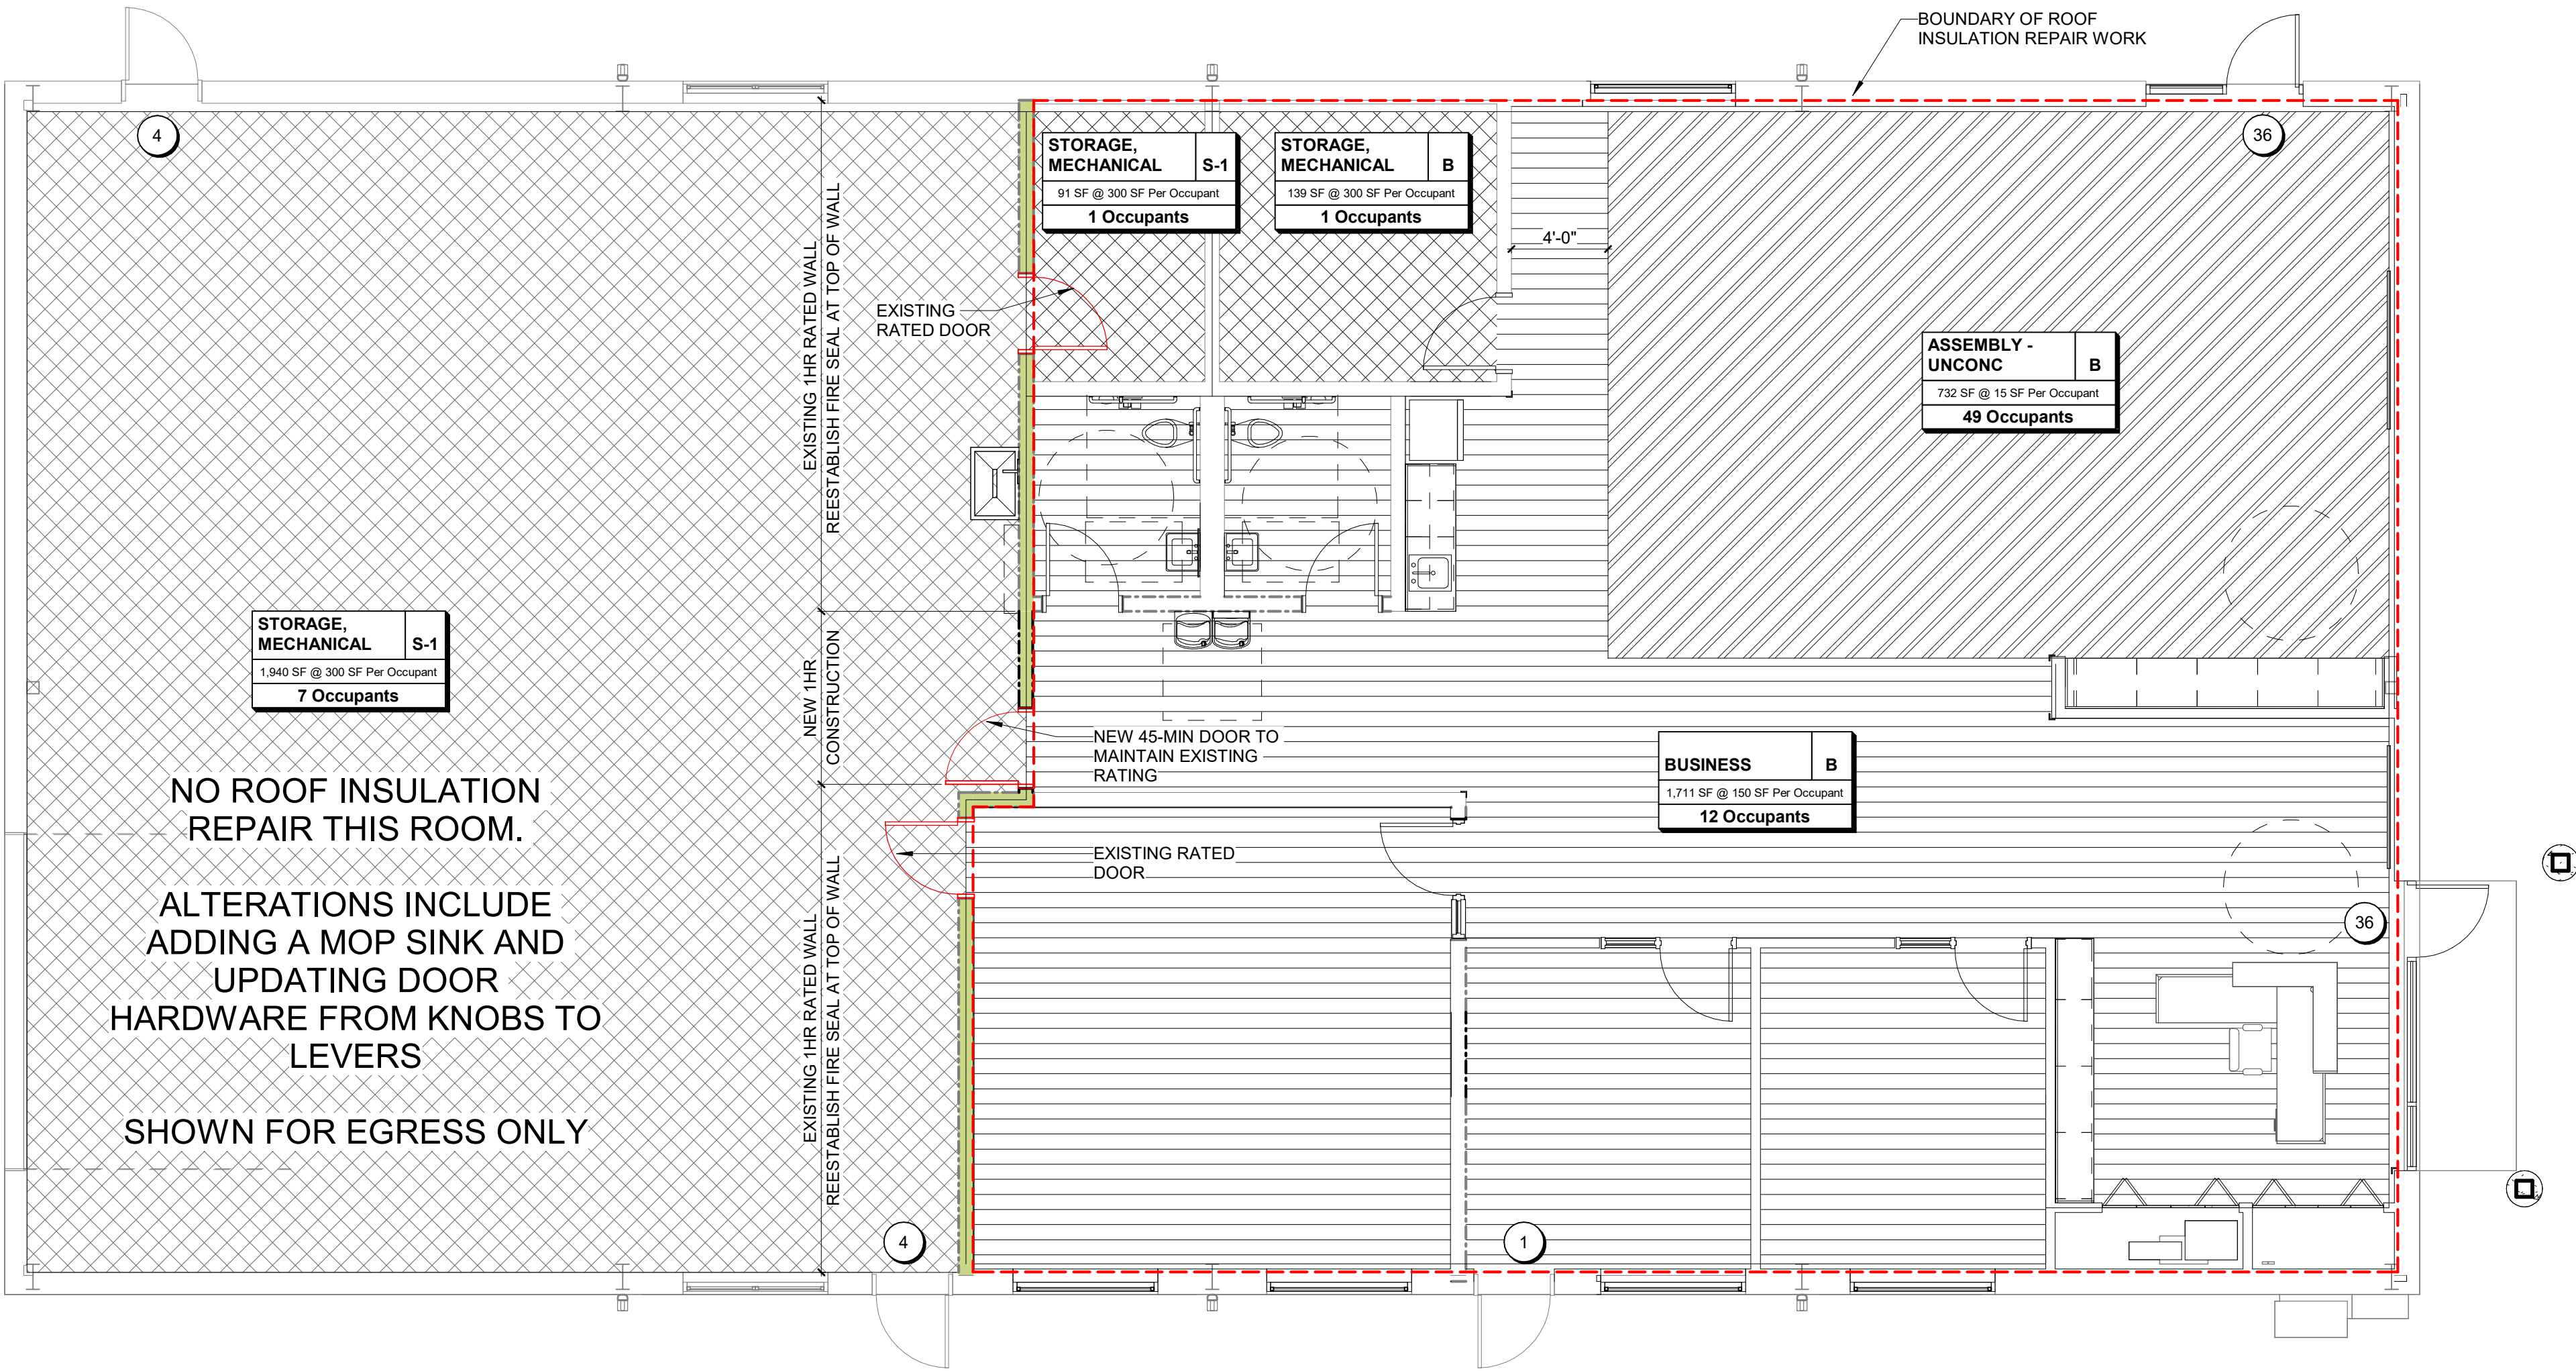 BOUNDARY OF ROOF
INSULATION REPAIR WORK
4
36
STORAGE,
MECHANICAL
S-1
91 SF @ 300 SF Per Occupant
1 Occupants
STORAGE,
MECHANICAL
B
139 SF @ 300 SF Per Occupant
1 Occupants
4'-0"
EXISTING 1HR RATED WALL
REESTABLISH FIRE SEAL AT TOP OF WALL
EXISTING
RATED DOOR
ASSEMBLY -
UNCONC
B
732 SF @ 15 SF Per Occupant
49 Occupants
STORAGE,
MECHANICAL
S-1
1,940 SF @ 300 SF Per Occupant
7 Occupants
NEW 1HR
CONSTRUCTION
NEW 45-MIN DOOR TO
MAINTAIN EXISTING
RATING
BUSINESS
B
1,711 SF @ 150 SF Per Occupant
12 Occupants
NO ROOF INSULATION
REPAIR THIS ROOM.
ALTERATIONS INCLUDE
ADDING A MOP SINK AND
UPDATING DOOR
HARDWARE FROM KNOBS TO
LEVERS
SHOWN FOR EGRESS ONLY
EXISTING RATED
DOOR
EXISTING 1HR RATED WALL
REESTABLISH FIRE SEAL AT TOP OF WALL
36
4
1